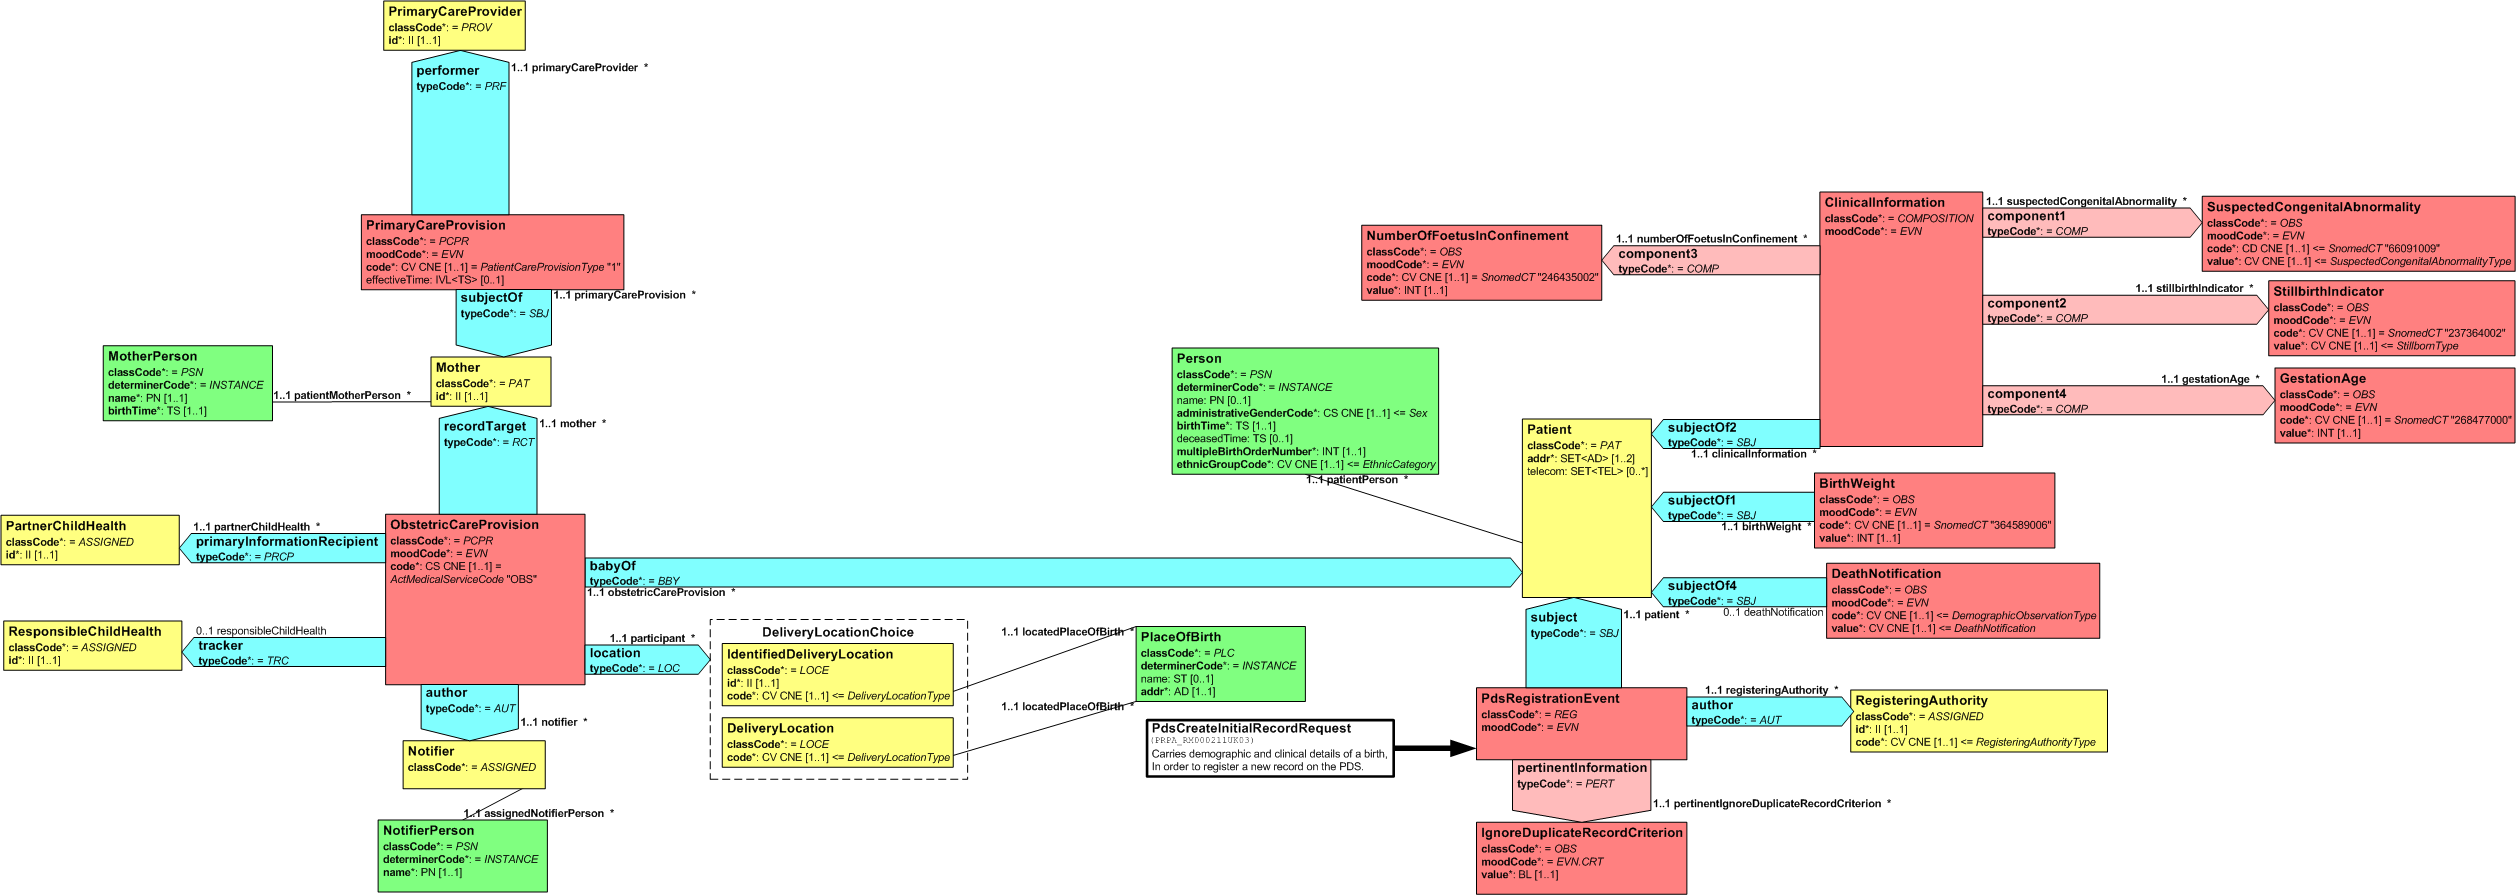 PrimaryCareProvider
classCode*: = PROV
id*: II [1..1]
performer
typeCode*: = PRF
1..1 primaryCareProvider *
PrimaryCareProvision
classCode*: = PCPR
moodCode*: = EVN
code*: CV CNE [1..1] = PatientCareProvisionType "1"
effectiveTime: IVL<TS> [0..1]
subjectOf
typeCode*: = SBJ
1..1 primaryCareProvision *
MotherPerson
classCode*: = PSN
determinerCode*: = INSTANCE
name*: PN [1..1]
birthTime*: TS [1..1]
1..1 patientMotherPerson *
Mother
classCode*: = PAT
id*: II [1..1]
recordTarget
typeCode*: = RCT
1..1 mother *
PartnerChildHealth
classCode*: = ASSIGNED
id*: II [1..1]
1..1 partnerChildHealth *
primaryInformationRecipient
typeCode*: = PRCP
ObstetricCareProvision
classCode*: = PCPR
moodCode*: = EVN
code*: CS CNE [1..1] =
ActMedicalServiceCode "OBS"
babyOf
typeCode*: = BBY
1..1 obstetricCareProvision *
ResponsibleChildHealth
classCode*: = ASSIGNED
id*: II [1..1]
0..1 responsibleChildHealth
tracker
typeCode*: = TRC
1..1 participant *
location
typeCode*: = LOC
author
typeCode*: = AUT
1..1 notifier *
Notifier
classCode*: = ASSIGNED
1..1 assignedNotifierPerson *
NotifierPerson
classCode*: = PSN
determinerCode*: = INSTANCE
name*: PN [1..1]
DeliveryLocationChoice
IdentifiedDeliveryLocation
classCode*: = LOCE
id*: II [1..1]
code*: CV CNE [1..1] <= DeliveryLocationType
DeliveryLocation
classCode*: = LOCE
code*: CV CNE [1..1] <= DeliveryLocationType
1..1 locatedPlaceOfBirth *
1..1 locatedPlaceOfBirth *
PlaceOfBirth
classCode*: = PLC
determinerCode*: = INSTANCE
name: ST [0..1]
addr*: AD [1..1]
PdsCreateInitialRecordRequest
(PRPA_RM000211UK03)
Carries demographic and clinical details of a birth,
In order to register a new record on the PDS.
Person
classCode*: = PSN
determinerCode*: = INSTANCE
name: PN [0..1]
administrativeGenderCode*: CS CNE [1..1] <= Sex
birthTime*: TS [1..1]
deceasedTime: TS [0..1]
multipleBirthOrderNumber*: INT [1..1]
ethnicGroupCode*: CV CNE [1..1] <= EthnicCategory
1..1 patientPerson *
NumberOfFoetusInConfinement
classCode*: = OBS
moodCode*: = EVN
code*: CV CNE [1..1] = SnomedCT "246435002"
value*: INT [1..1]
1..1 numberOfFoetusInConfinement *
component3
typeCode*: = COMP
ClinicalInformation
classCode*: = COMPOSITION
moodCode*: = EVN
1..1 suspectedCongenitalAbnormality *
component1
typeCode*: = COMP
SuspectedCongenitalAbnormality
classCode*: = OBS
moodCode*: = EVN
code*: CD CNE [1..1] <= SnomedCT "66091009"
value*: CV CNE [1..1] <= SuspectedCongenitalAbnormalityType
1..1 stillbirthIndicator *
component2
typeCode*: = COMP
StillbirthIndicator
classCode*: = OBS
moodCode*: = EVN
code*: CV CNE [1..1] = SnomedCT "237364002"
value*: CV CNE [1..1] <= StillbornType
1..1 gestationAge *
component4
typeCode*: = COMP
GestationAge
classCode*: = OBS
moodCode*: = EVN
code*: CV CNE [1..1] = SnomedCT "268477000"
value*: INT [1..1]
Patient
classCode*: = PAT
addr*: SET<AD> [1..2]
telecom: SET<TEL> [0..*]
subjectOf2
typeCode*: = SBJ
1..1 clinicalInformation *
subjectOf1
typeCode*: = SBJ
1..1 birthWeight *
BirthWeight
classCode*: = OBS
moodCode*: = EVN
code*: CV CNE [1..1] = SnomedCT "364589006"
value*: INT [1..1]
subjectOf4
typeCode*: = SBJ
0..1 deathNotification
DeathNotification
classCode*: = OBS
moodCode*: = EVN
code*: CV CNE [1..1] <= DemographicObservationType
value*: CV CNE [1..1] <= DeathNotification
subject
typeCode*: = SBJ
1..1 patient *
PdsRegistrationEvent
classCode*: = REG
moodCode*: = EVN
1..1 registeringAuthority *
author
typeCode*: = AUT
RegisteringAuthority
classCode*: = ASSIGNED
id*: II [1..1]
code*: CV CNE [1..1] <= RegisteringAuthorityType
pertinentInformation
typeCode*: = PERT
1..1 pertinentIgnoreDuplicateRecordCriterion *
IgnoreDuplicateRecordCriterion
classCode*: = OBS
moodCode*: = EVN.CRT
value*: BL [1..1]